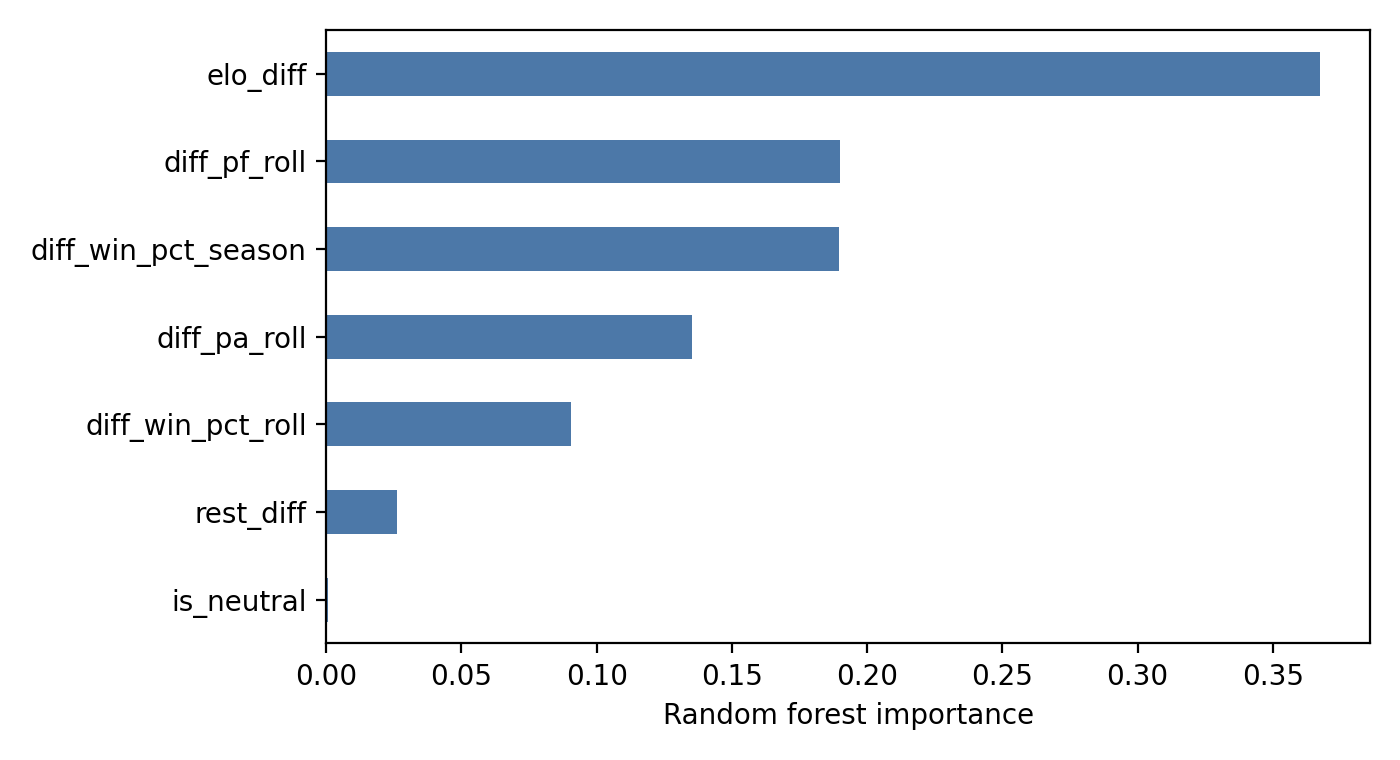 elo_diff
diff_pf_roll
diff_win_pct_season
diff_pa_roll
diff_win_pct_roll
rest_diff
is_neutral
0.00 0.05 0.10 0.15 0.20 0.25 0.30 0.35
Random forest importance